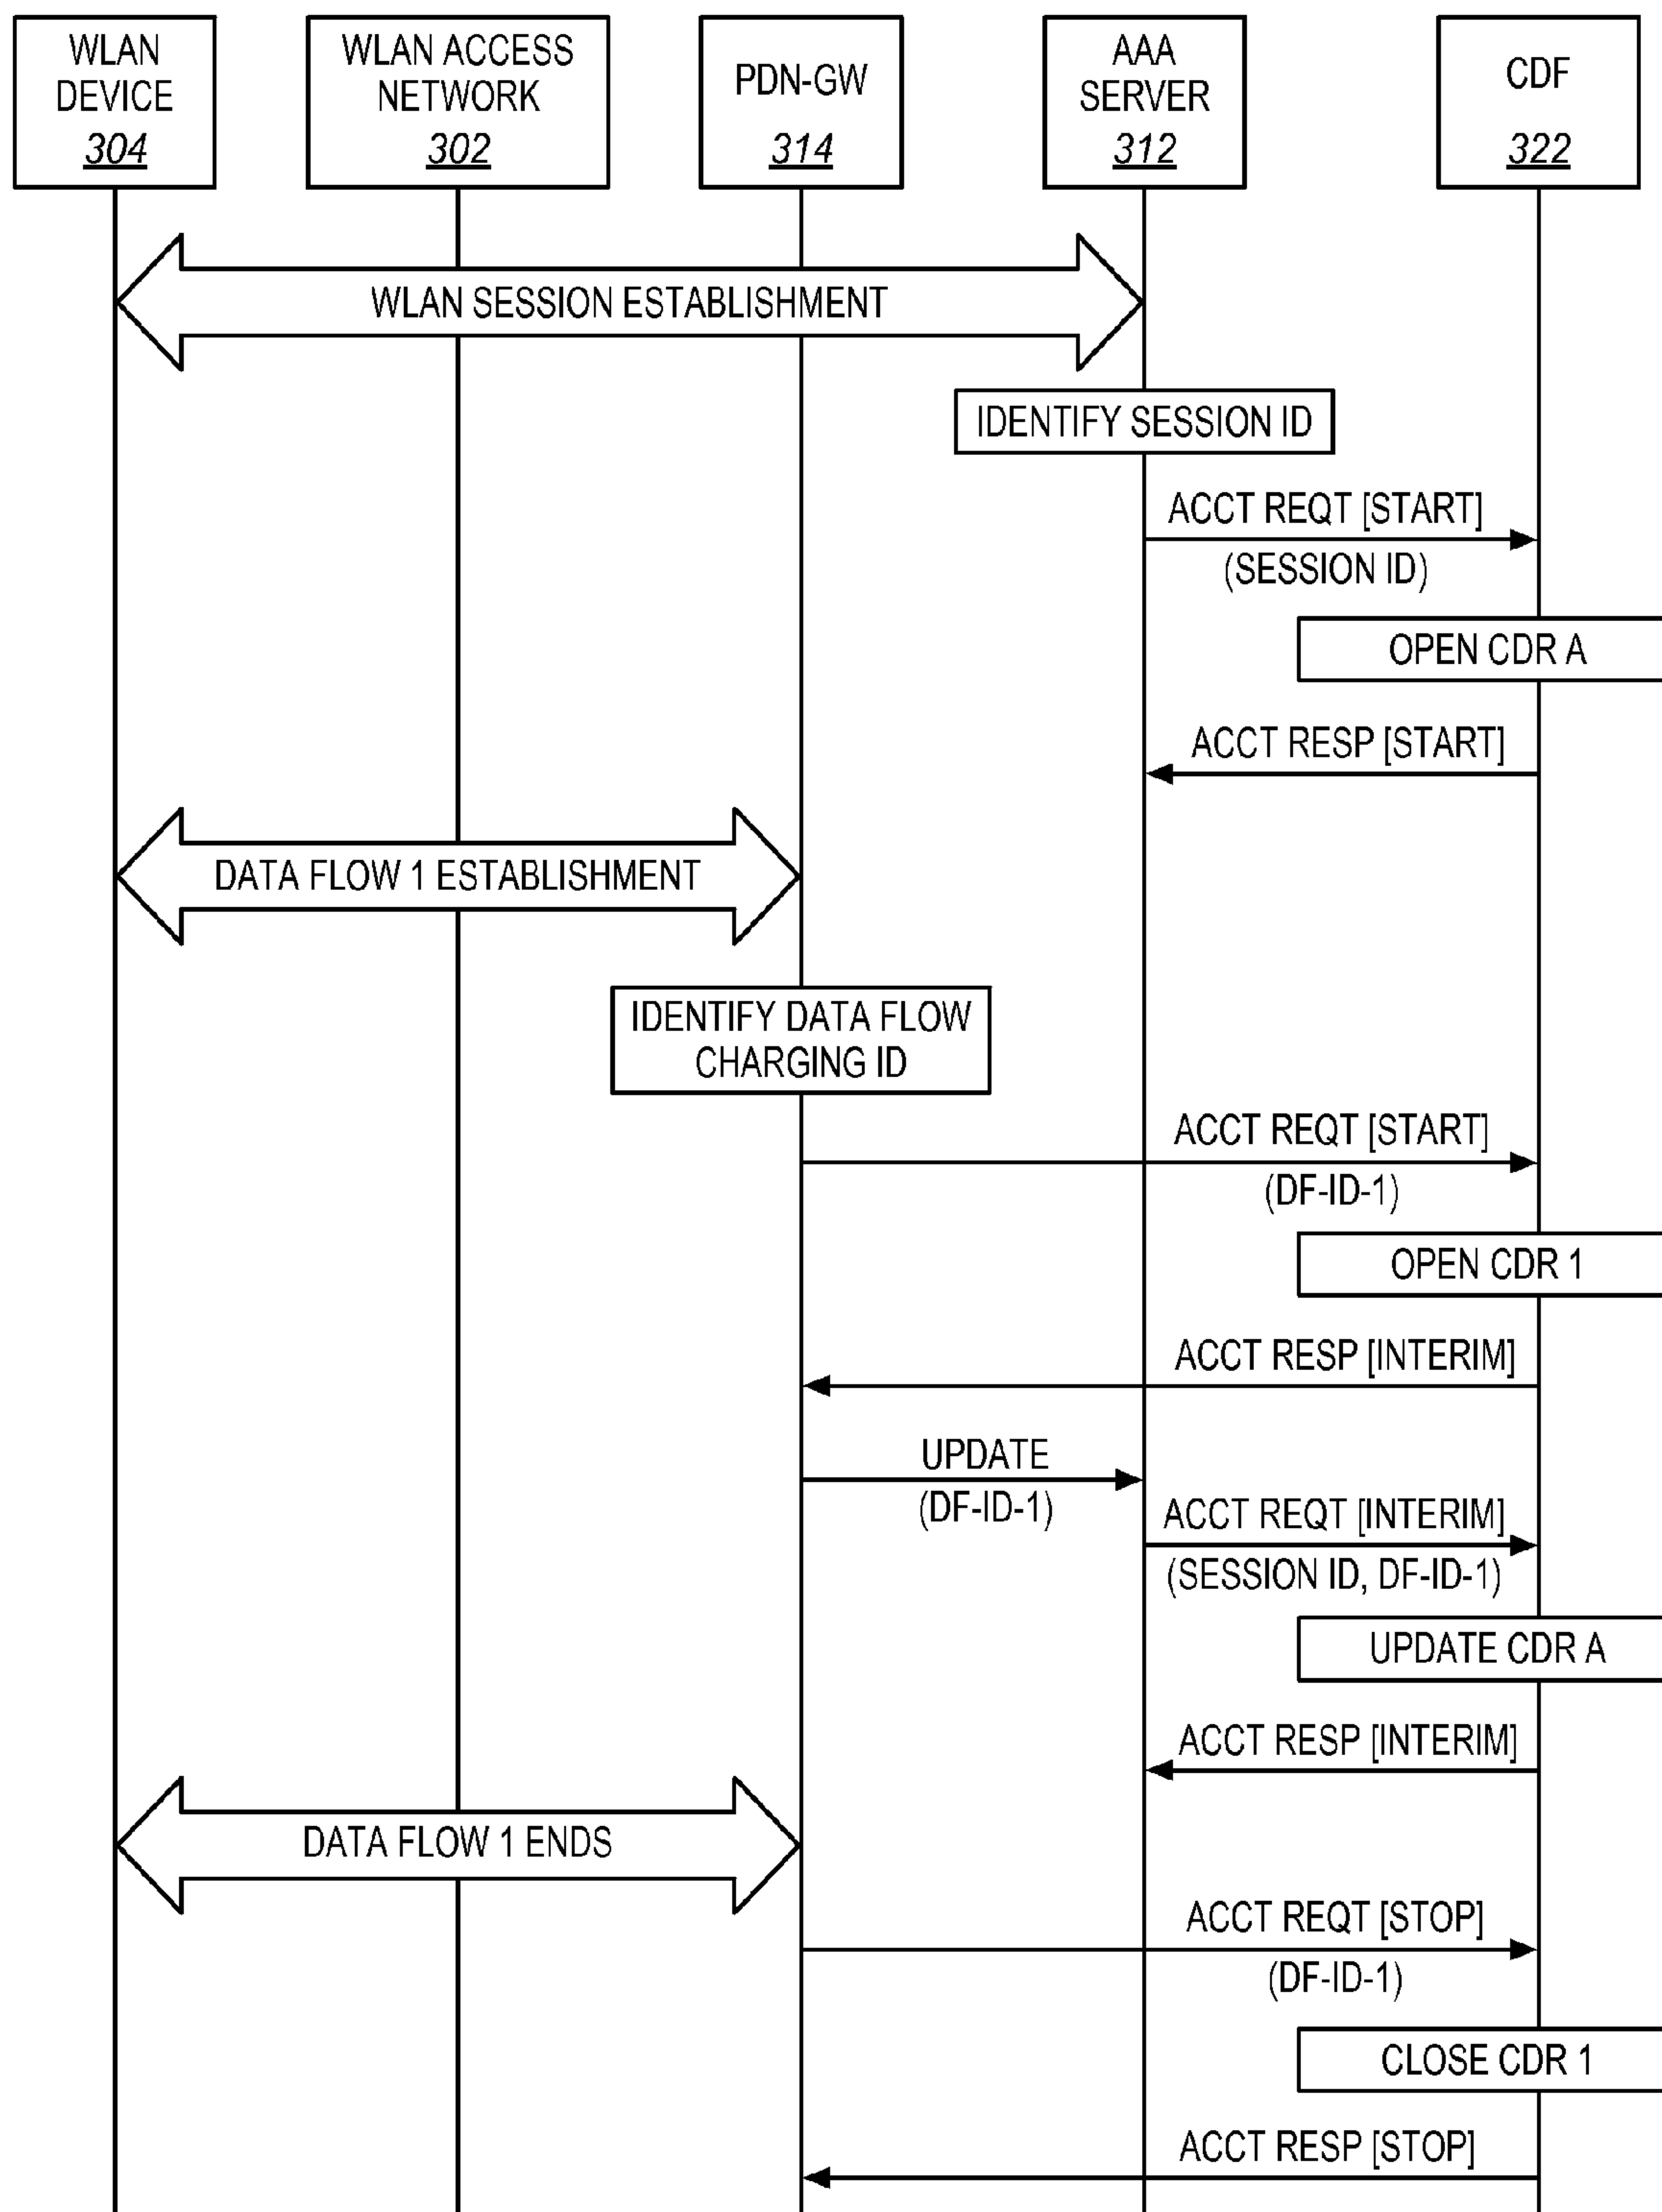 WLAN
DEVICE
304
WLAN ACCESS
NETWORK
302
PDN-GW
314
AAA
SERVER
312
CDF
322
WLAN SESSION ESTABLISHMENT
IDENTIFY SESSION ID
ACCT REQT [START]
(SESSION ID)
OPEN CDR A
ACCT RESP [START]
DATA FLOW 1 ESTABLISHMENT
IDENTIFY DATA FLOW
CHARGING ID
ACCT REQT [START]
(DF-ID-1)
OPEN CDR 1
ACCT RESP [INTERIM]
UPDATE
(DF-ID-1)
ACCT REQT [INTERIM]
(SESSION ID, DF-ID-1)
UPDATE CDR A
ACCT RESP [INTERIM]
DATA FLOW 1 ENDS
ACCT REQT [STOP]
(DF-ID-1)
CLOSE CDR 1
ACCT RESP [STOP]